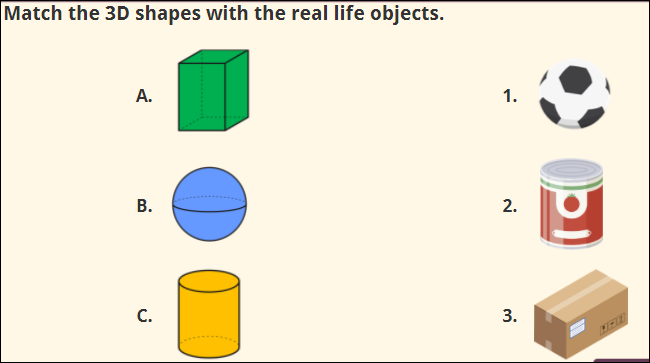 Match the 3D shapes with the real life objects.
A. 1.
B. 2.
C. 3.